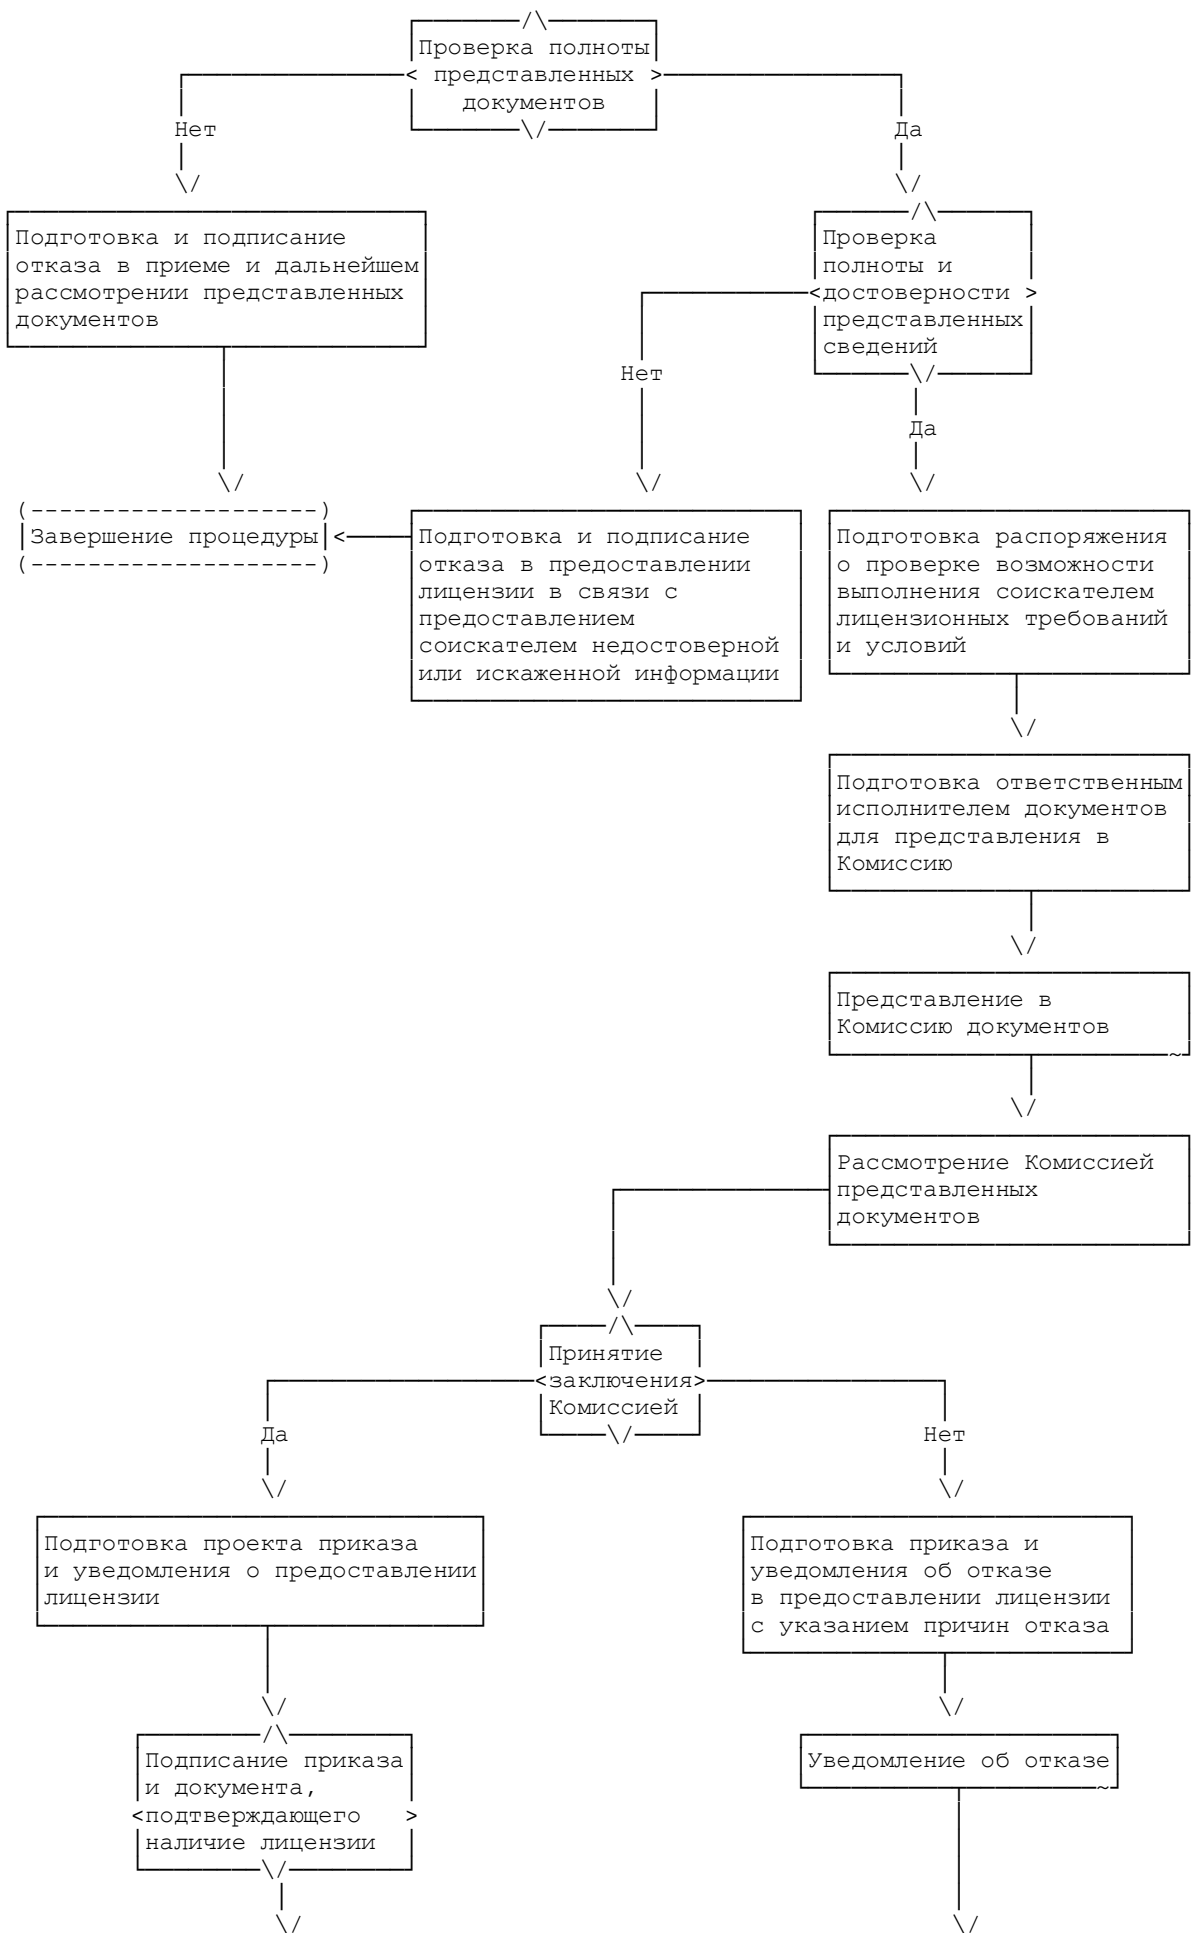 Проверка полноты
представленных
документов
Нет
Да
Подготовка и подписание
отказа в приеме и дальнейшем
рассмотрении представленных
документов
Проверка
полноты и
достоверности
представленных
сведений
Нет
Да
Завершение процедуры
Подготовка и подписание
отказа в предоставлении
лицензии в связи с
предоставлением
соискателем недостоверной
или искаженной информации
Подготовка распоряжения
о проверке возможности
выполнения соискателем
лицензионных требований
и условий
Подготовка ответственным
исполнителем документов
для представления в
Комиссию
Представление в
Комиссию документов
Рассмотрение Комиссией
представленных
документов
Принятие
заключения
Комиссией
Да
Нет
Подготовка проекта приказа
и уведомления о предоставлении
лицензии
Подготовка приказа и
уведомления об отказе
в предоставлении лицензии
с указанием причин отказа
Подписание приказа
и документа,
подтверждающего
наличие лицензии
Уведомление об отказе